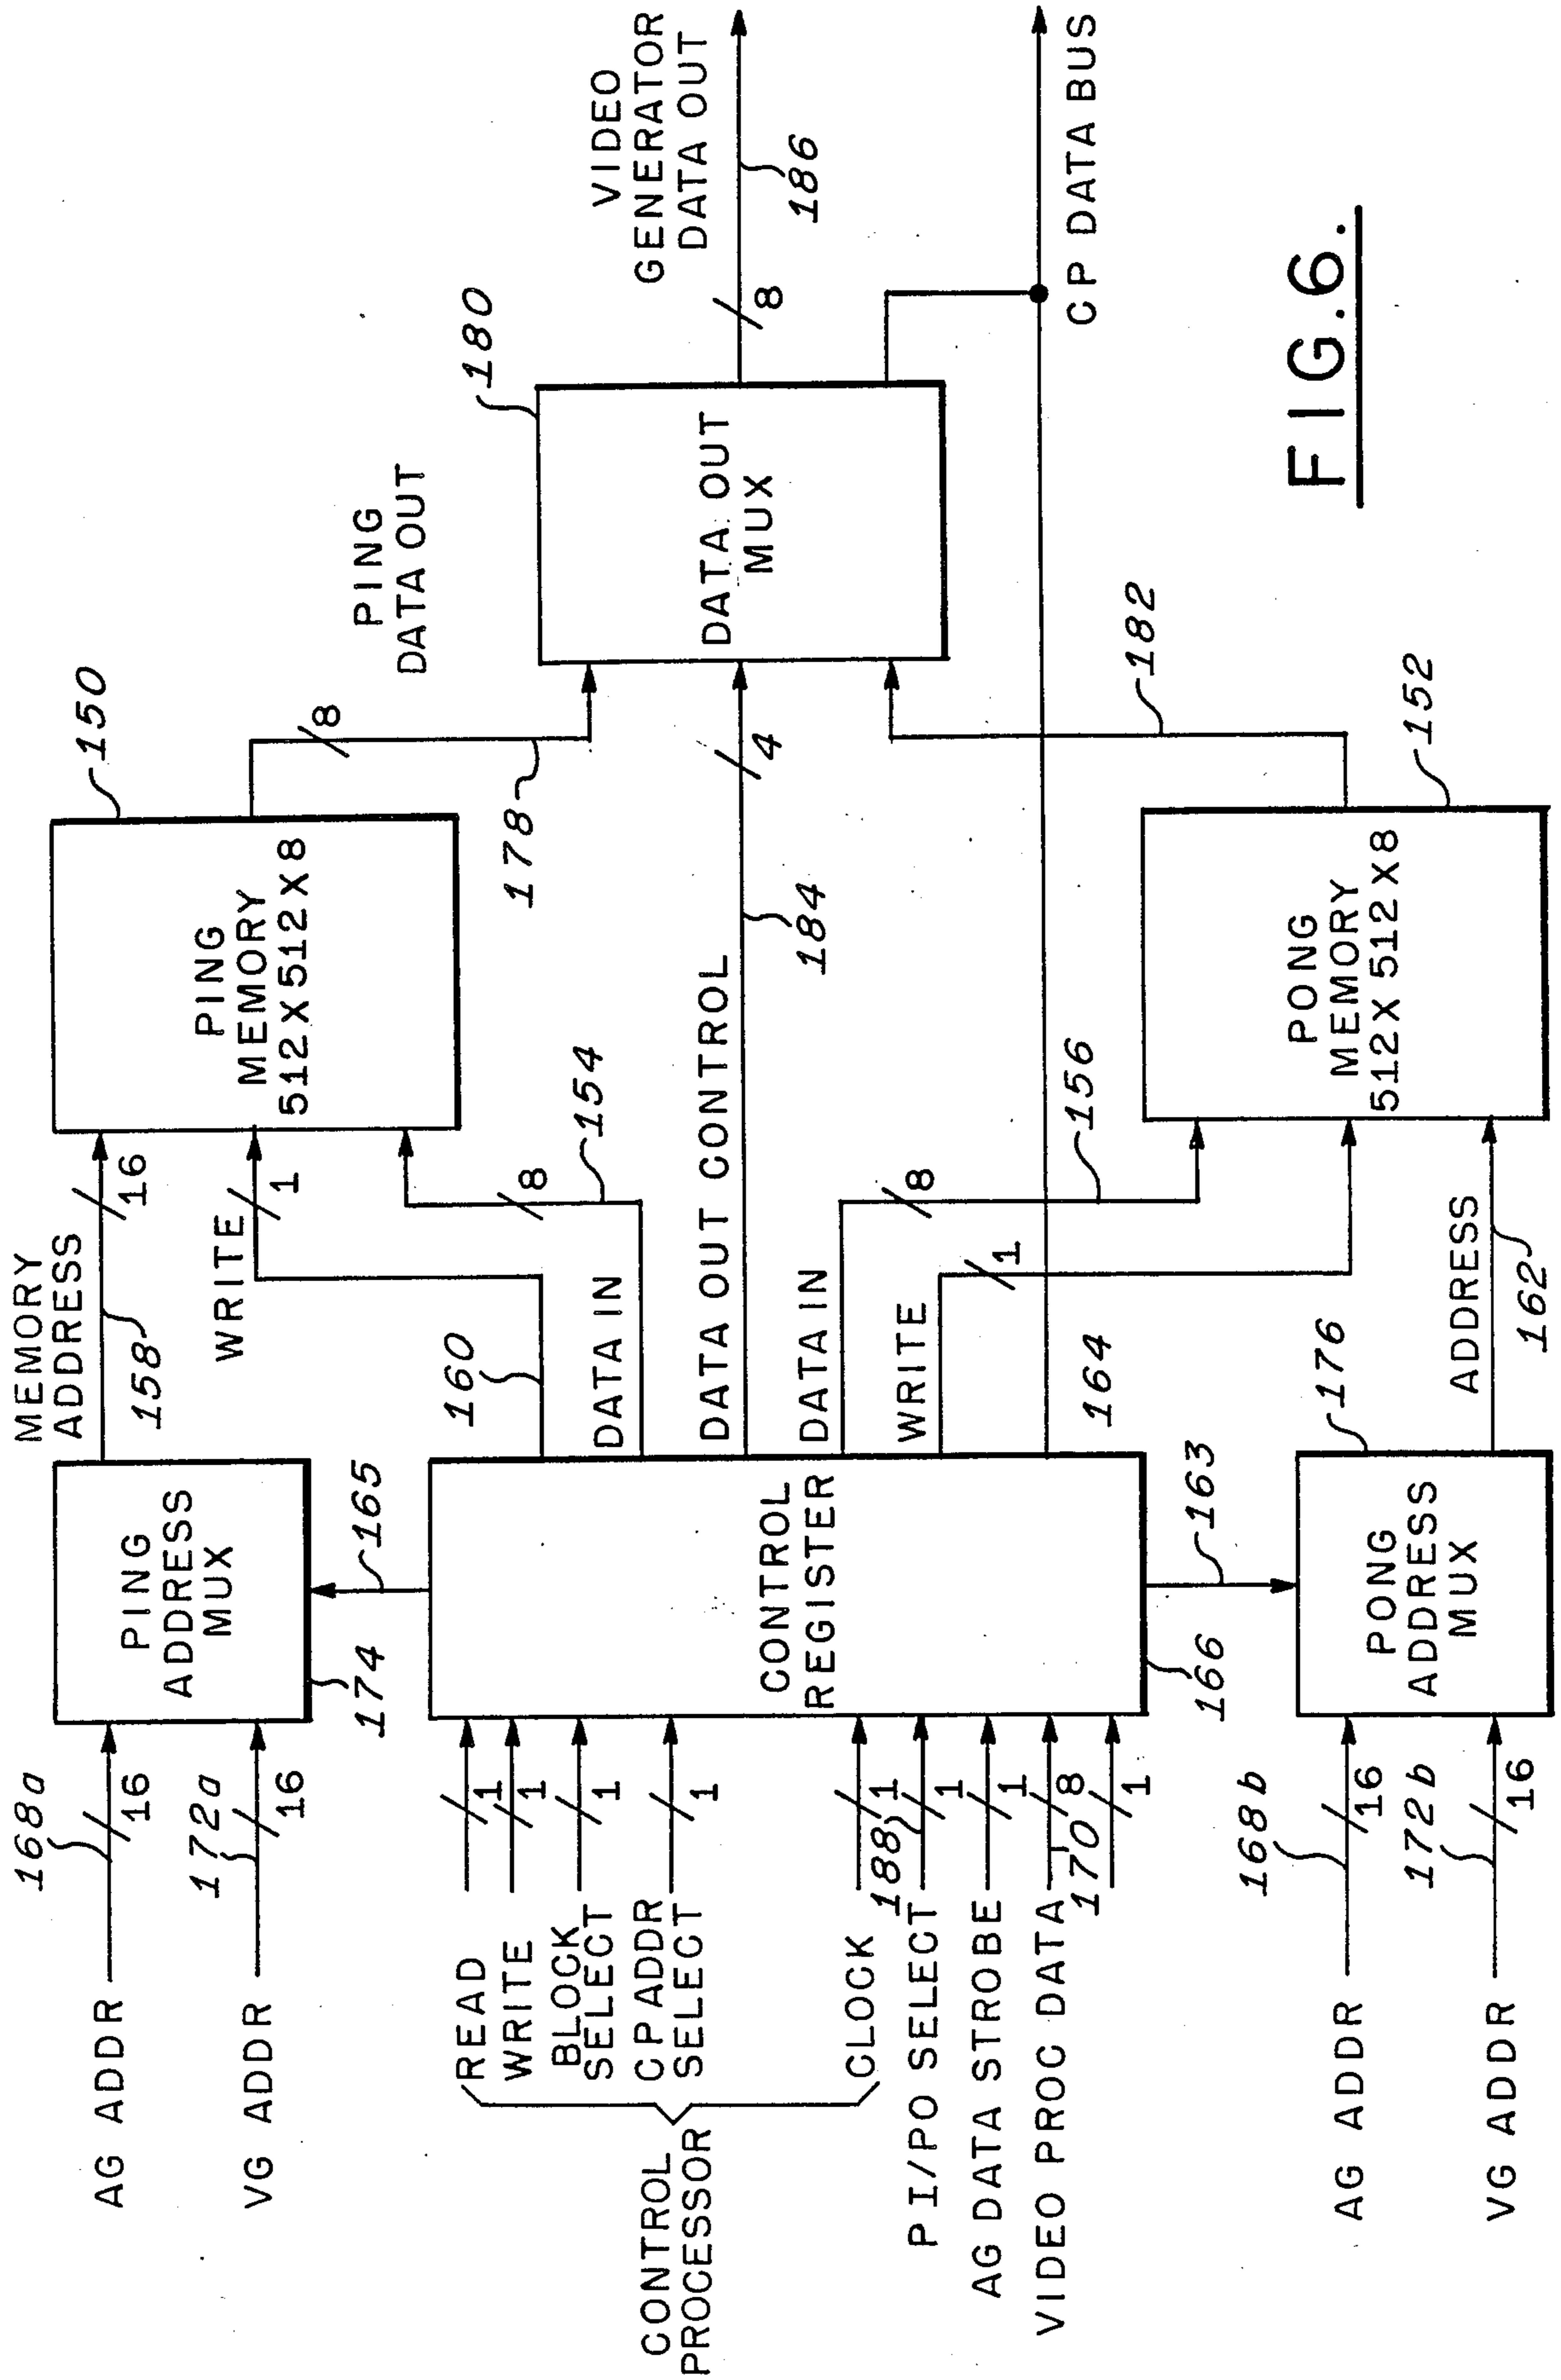 AG ADDR
168a
16
VG ADDR
172a
16
PING
ADDRESS
MUX
174
165
MEMORY
ADDRESS
158
16
WRITE
1
160
DATA IN
8
154
PING
MEMORY
512 X 512 X 8
150
8
178
PING
DATA OUT
CONTROL
PROCESSOR
READ
1
WRITE
1
BLOCK
SELECT
1
CP ADDR
SELECT
1
CLOCK
1
188
PI/PO SELECT
1
AG DATA STROBE
1
VIDEO PROC DATA
8
170
1
CONTROL
REGISTER
166
163
DATA OUT CONTROL
184
4
DATA IN
8
156
WRITE
1
164
DATA OUT
MUX
180
VIDEO
GENERATOR
DATA OUT
8
186
CP DATA BUS
AG ADDR
168b
16
VG ADDR
172b
16
PONG
ADDRESS
MUX
176
ADDRESS
162
PONG
MEMORY
512 X 512 X 8
152
182
FIG.6.